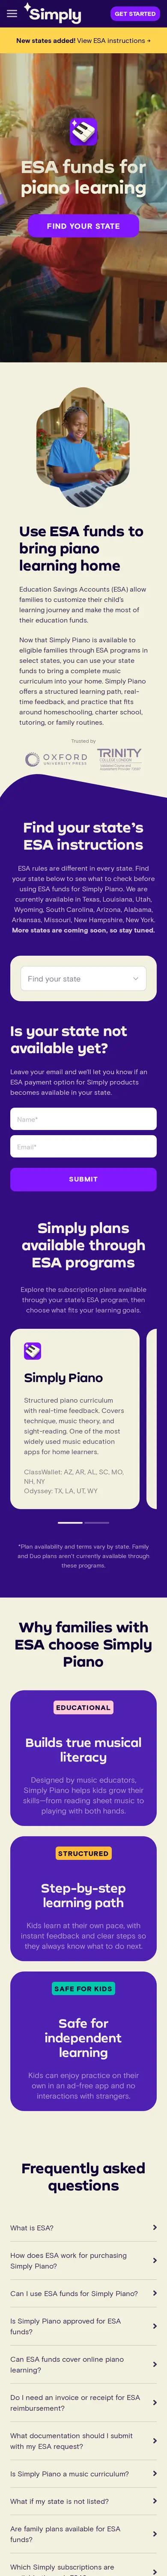 Simply
GET STARTED
New states added! View ESA instructions →
ESA funds for
piano learning
FIND YOUR STATE
Use ESA funds to
bring piano
learning home
Education Savings Accounts (ESA) allow
families to customize their child's
learning journey and make the most of
their education funds.
Now that Simply Piano is available to
eligible families through ESA programs in
select states, you can use your state
funds to bring a complete music
curriculum into your home. Simply Piano
offers a structured learning path, real-
time feedback, and practice that fits
around homeschooling, charter school,
tutoring, or family routines.
Trusted by
OXFORD
UNIVERSITY PRESS
TRINITY
COLLEGE LONDON
Find your state's
ESA instructions
ESA rules are different in every state. Find
your state below to see what to check before
using ESA funds for Simply Piano. We are
currently available in Texas, Louisiana, Utah,
Wyoming, South Carolina, Arizona, Alabama,
Arkansas, Missouri, New Hampshire, New York.
More states are coming soon, so stay tuned.
Find your state
Is your state not
available yet?
Leave your email and we'll let you know if an
ESA payment option for Simply products
becomes available in your state.
Name*
Email*
SUBMIT
Simply plans
available through
ESA programs
Explore the subscription plans available
through your state's ESA program, then
choose what fits your learning goals.
Simply Piano
Structured piano curriculum
with real-time feedback. Covers
technique, music theory, and
sight-reading. One of the most
widely used music education
apps for home learners.
ClassWallet: AZ, AR, AL, SC, MO,
NH, NY
Odyssey: TX, LA, UT, WY
*Plan availability and terms vary by state. Family
and Duo plans aren't currently available through
these programs.
Why families with
ESA choose Simply
Piano
EDUCATIONAL
Builds true musical
literacy
Designed by music educators,
Simply Piano helps kids grow their
skills—from reading sheet music to
playing with both hands.
STRUCTURED
Step-by-step
learning path
Kids learn at their own pace, with
instant feedback and clear steps so
they always know what to do next.
SAFE FOR KIDS
Safe for
independent
learning
Kids can enjoy practice on their
own in an ad-free app and no
interactions with strangers.
Frequently asked
questions
What is ESA?
How does ESA work for purchasing
Simply Piano?
Can I use ESA funds for Simply Piano?
Is Simply Piano approved for ESA
funds?
Can ESA funds cover online piano
learning?
Do I need an invoice or receipt for ESA
reimbursement?
What documentation should I submit
with my ESA request?
Is Simply Piano a music curriculum?
What if my state is not listed?
Are family plans available for ESA
funds?
Which Simply subscriptions are